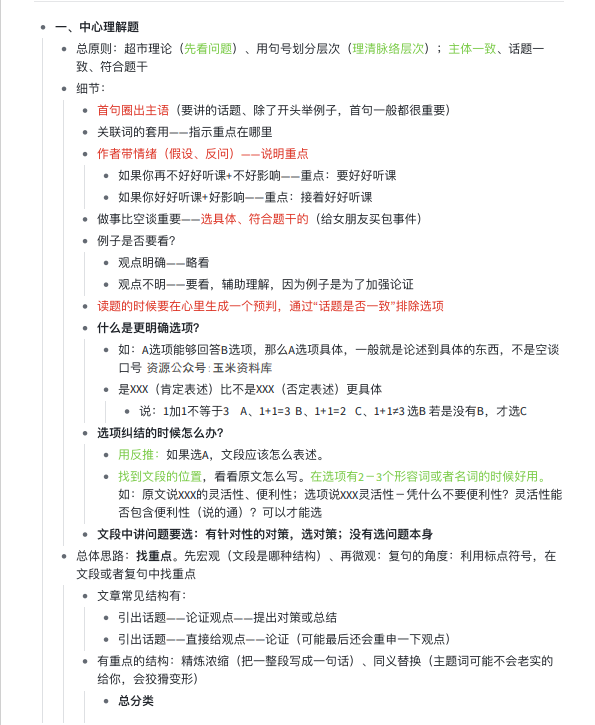 一、中心理解题
总原则：超市理论（先看问题）、用句号划分层次（理清脉络层次）；主体一致、话题一
致、符合题干
细节：
首句圈出主语（要讲的话题、除了开头举例子，首句一般都很重要）
关联词的套用——指示重点在哪里
作者带情绪（假设、反问）——说明重点
如果你再不好好听课+不好影响——重点：要好好听课
如果你好好听课+好影响——重点：接着好好听课
做事比空谈重要——选具体、符合题干的（给女朋友买包事件）
例子是否要看？
观点明确——略看
观点不明——要看，辅助理解，因为例子是为了加强论证
读题的时候要在心里生成一个预判，通过“话题是否一致”排除选项
什么是更明确选项？
如：A选项能够回答B选项，那么A选项具体，一般就是论述到具体的东西，不是空谈
口号 资源公众号:玉米资料库
是XXX（肯定表述）比不是XXX（否定表述）更具体
说：1加1不等于3 A、1+1=3 B、1+1=2 C、1+1≠3 选B 若是没有B，才选C
选项纠结的时候怎么办？
用反推：如果选A，文段应该怎么表述。
找到文段的位置，看看原文怎么写。在选项有2－3个形容词或者名词的时候好用。
如：原文说XXX的灵活性、便利性；选项说XXX灵活性－凭什么不要便利性？灵活性能
否包含便利性（说的通）？可以才能选
文段中讲问题要选：有针对性的对策，选对策；没有选问题本身
总体思路：找重点。先宏观（文段是哪种结构）、再微观：复句的角度：利用标点符号，在
文段或者复句中找重点
文章常见结构有：
引出话题——论证观点——提出对策或总结
引出话题——直接给观点——论证（可能最后还会重申一下观点）
有重点的结构：精炼浓缩（把一整段写成一句话）、同义替换（主题词可能不会老实的
给你，会狡猾变形）
总分类